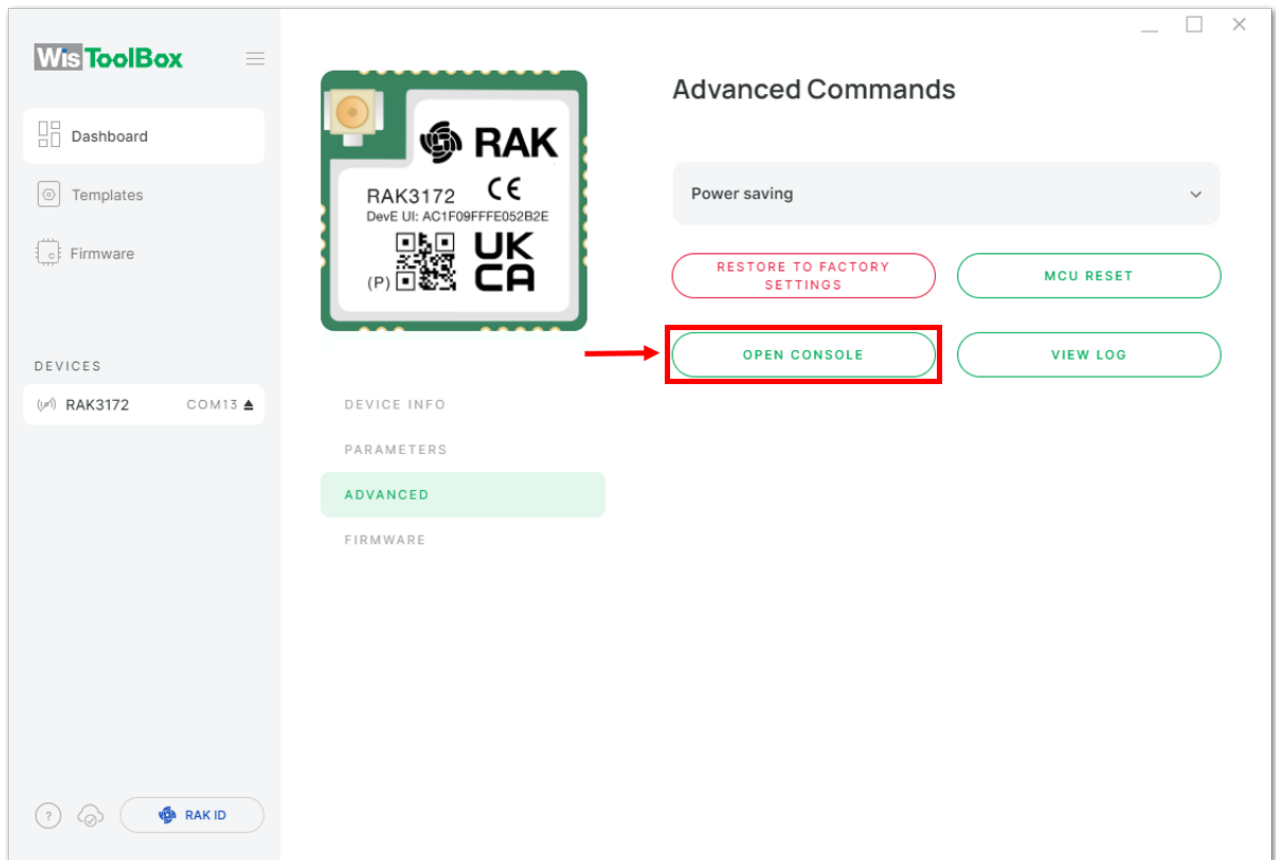 WisToolBox
Dashboard
Templates
Firmware
DEVICES
RAK3172 COM13
?
RAK ID
RAK
RAK3172 CE
DevE UI: AC1F09FFFE052B2E
(P)
UK
CA
DEVICE INFO
PARAMETERS
ADVANCED
FIRMWARE
Advanced Commands
Power saving
RESTORE TO FACTORY
SETTINGS
MCU RESET
OPEN CONSOLE
VIEW LOG